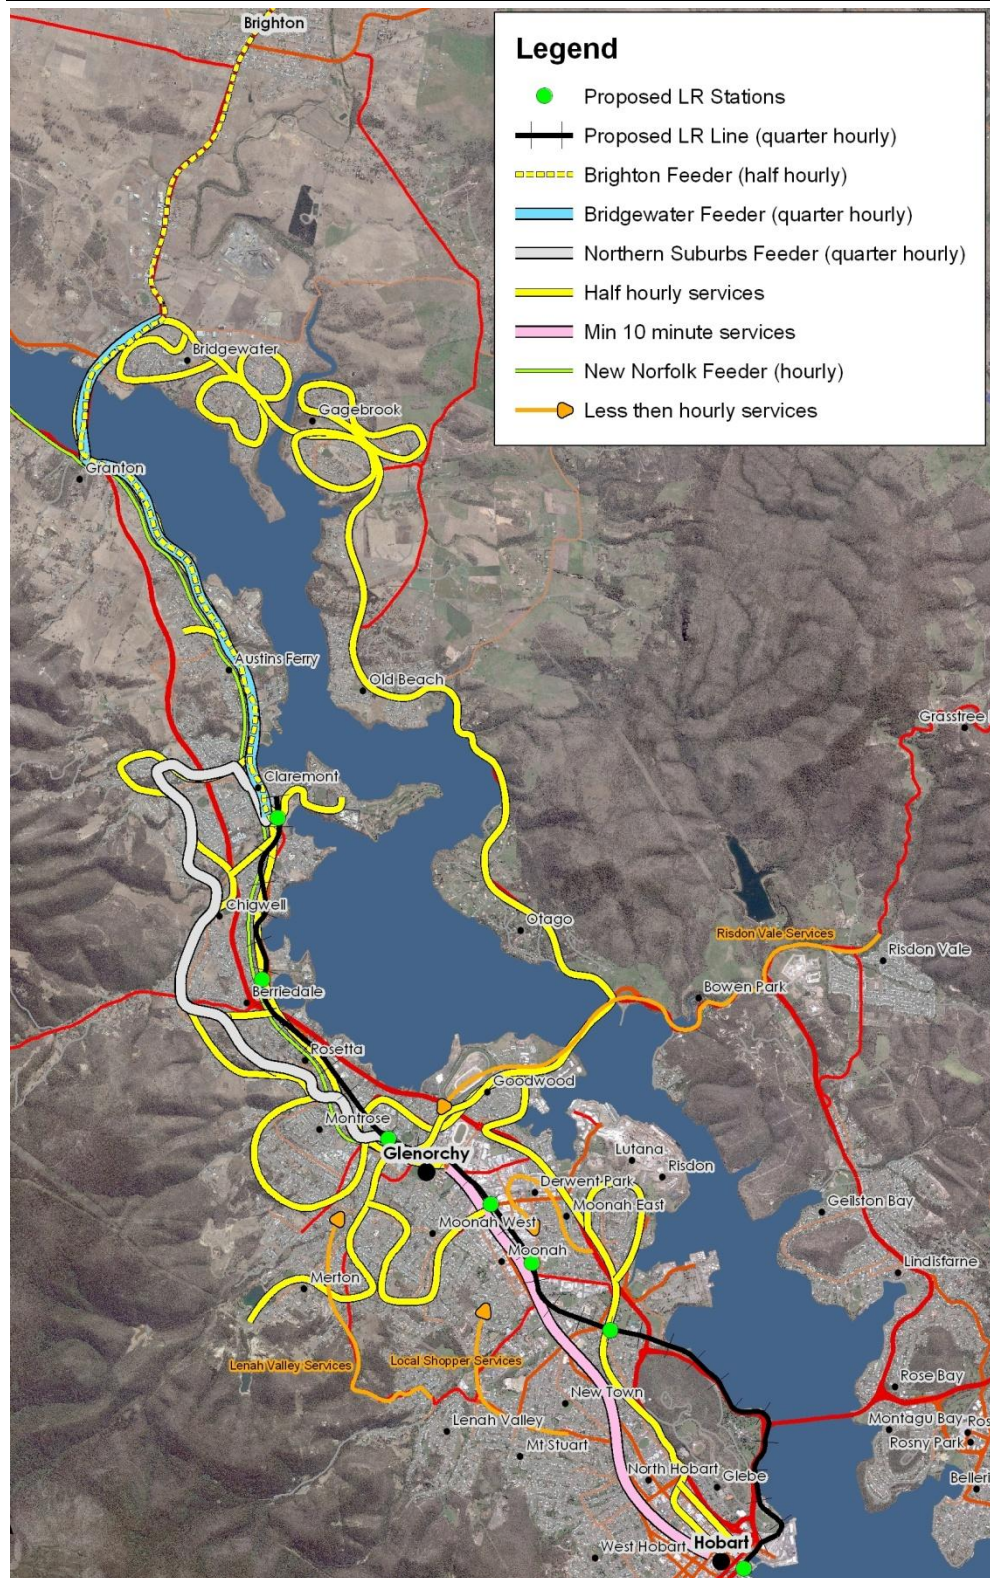 Brighton
Legend
Proposed LR Stations
Proposed LR Line (quarter hourly)
Brighton Feeder (half hourly)
Bridgewater Feeder (quarter hourly)
Northern Suburbs Feeder (quarter hourly)
Half hourly services
Min 10 minute services
New Norfolk Feeder (hourly)
Less then hourly services
Bridgewater
Gagebrook
Granton
Austins Ferry
Old Beach
Grasstree
Claremont
Chigwell
Otago
Risdon Vale Services
Risdon Vale
Bowen Park
Berriedale
Rosetta
Goodwood
Montrose
Glenorchy
Lutana
Risdon
Derwent Park
Moonah East
Geilston Bay
Moonah West
Moonah
Lindisfarne
Merton
Lenah Valley Services
Local Shopper Services
Rose Bay
New Town
Lenah Valley
Montagu Bay
Ros
Mt Stuart
Rosny Park
North Hobart
Glebe
Belleri
West Hobart
Hobart